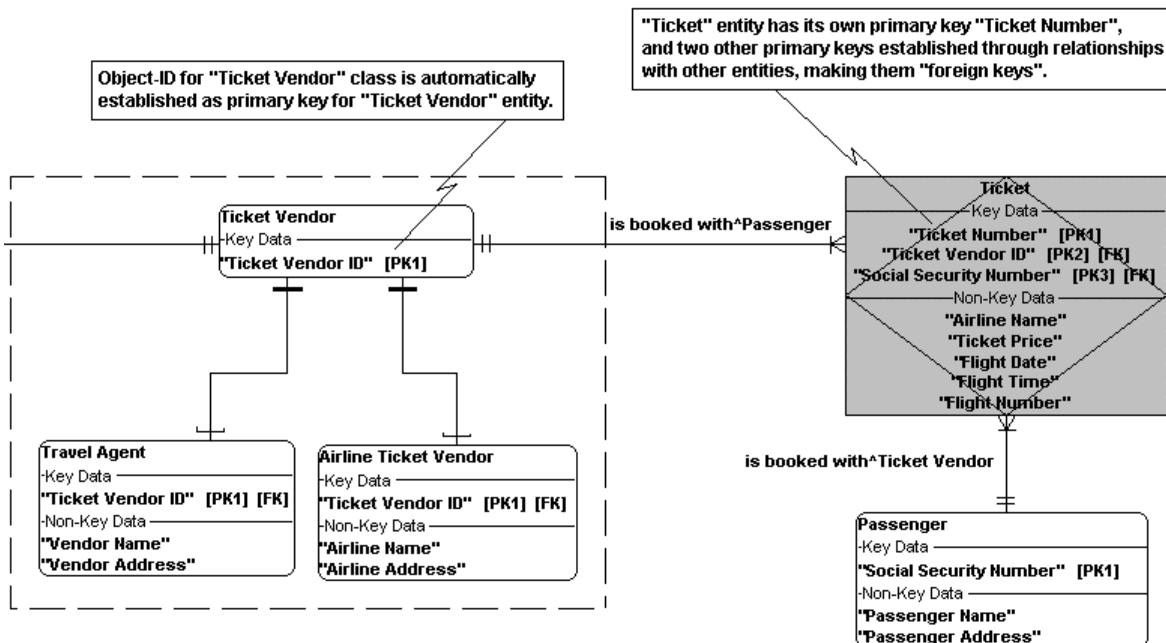 "Ticket" entity has its own primary key "Ticket Number",
and two other primary keys established through relationships
with other entities, making them "foreign keys".
Object-ID for "Ticket Vendor" class is automatically
established as primary key for "Ticket Vendor" entity.
Ticket Vendor
Key Data
"Ticket Vendor ID" [PK1]
is booked with^Passenger
Ticket
Key Data
"Ticket Number" [PK1]
"Ticket Vendor ID" [PK2] [FK]
"Social Security Number" [PK3] [FK]
Non-Key Data
"Airline Name"
"Ticket Price"
"Flight Date"
"Flight Time"
"Flight Number"
Travel Agent
Key Data
"Ticket Vendor ID" [PK1] [FK]
Non-Key Data
"Vendor Name"
"Vendor Address"
Airline Ticket Vendor
Key Data
"Ticket Vendor ID" [PK1] [FK]
Non-Key Data
"Airline Name"
"Airline Address"
is booked with^Ticket Vendor
Passenger
Key Data
"Social Security Number" [PK1]
Non-Key Data
"Passenger Name"
"Passenger Address"